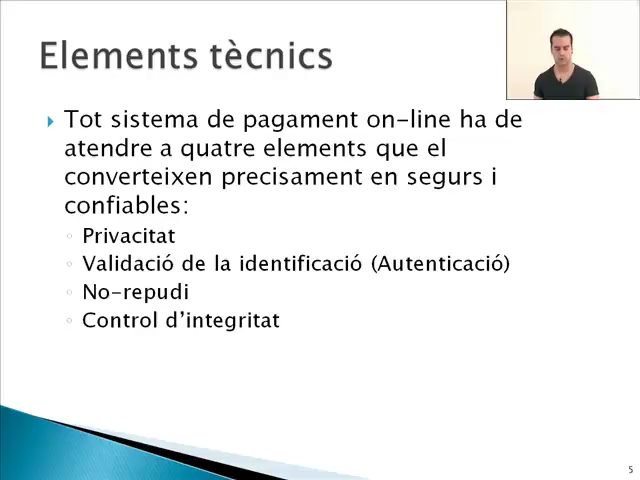 Elements tècnics
Tot sistema de pagament on-line ha de
atendre a quatre elements que el
converteixen precisament en segurs i
confiables:
Privacitat
Validació de la identificació (Autenticació)
No-repudi
Control d’integritat
5